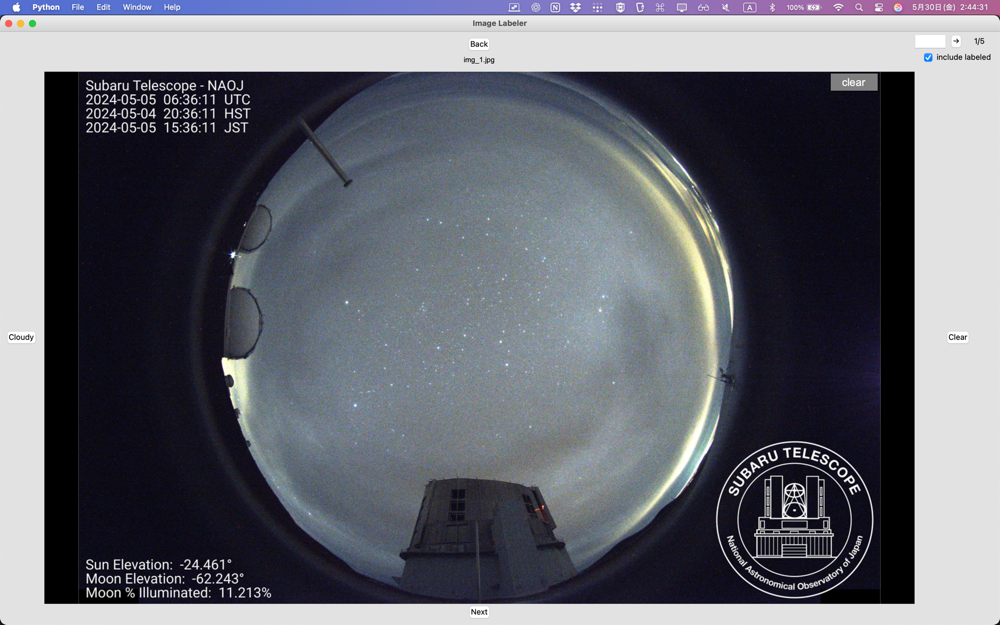 Python File Edit Window Help
A 100% 5月30日(金) 2:44:31
Image Labeler
Back
1/5
include labeled
img_1.jpg
clear
Subaru Telescope - NAOJ
2024-05-05 06:36:11 UTC
2024-05-04 20:36:11 HST
2024-05-05 15:36:11 JST
Cloudy
Clear
SUBARU TELESCOPE
National Astronomical Observatory of Japan
Sun Elevation: -24.461°
Moon Elevation: -62.243°
Moon % Illuminated: 11.213%
Next